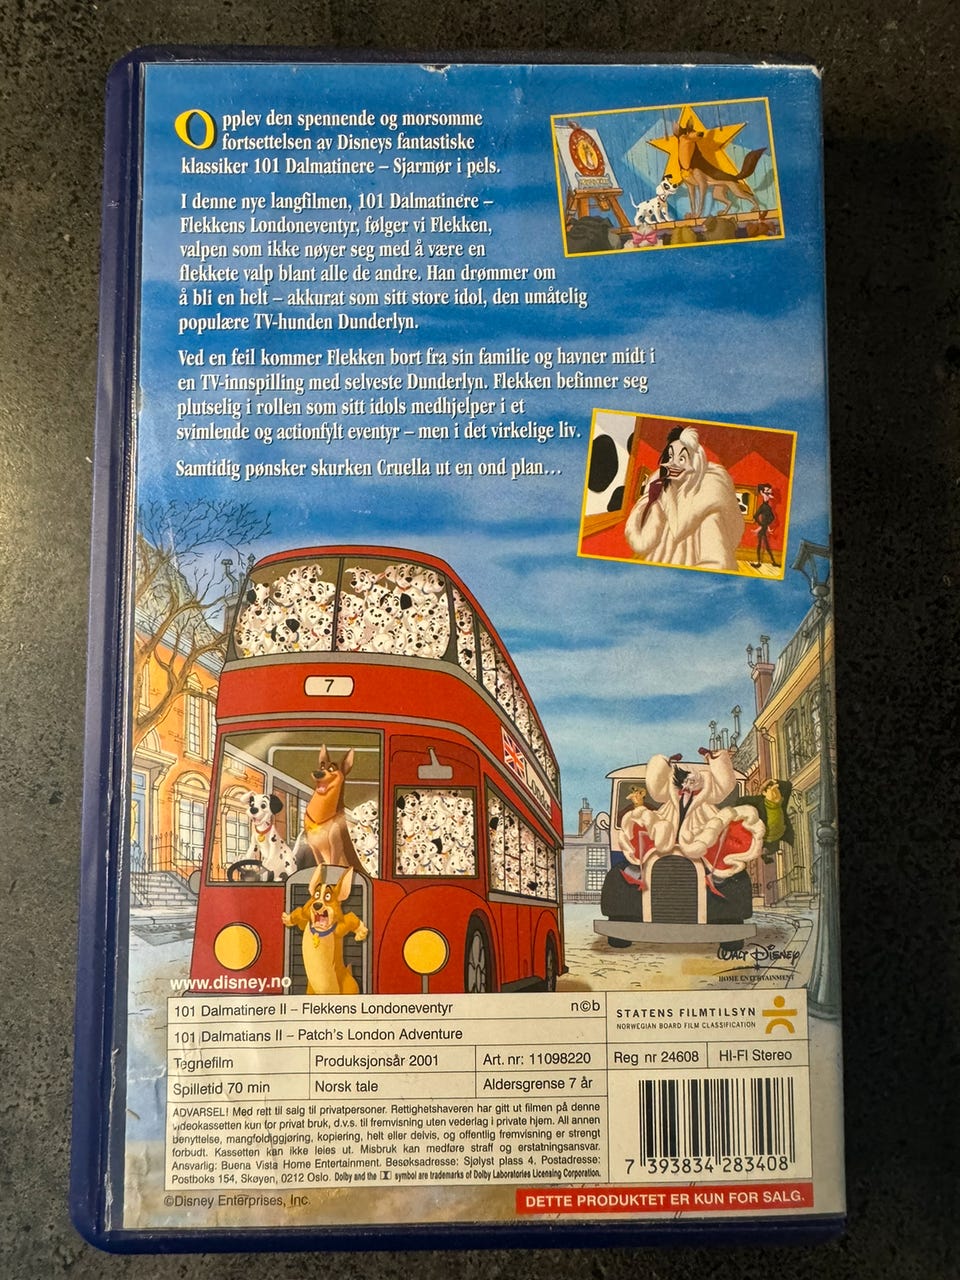 Opplev den spennende og morsomme
fortsettelsen av Disneys fantastiske
klassiker 101 Dalmatinere – Sjarmør i pels.
I denne nye langfilmen, 101 Dalmatinere –
Flekkens Londoneventyr, følger vi Flekken,
valpen som ikke nøyer seg med å være en
flekkete valp blant alle de andre. Han drømmer om
å bli en helt – akkurat som sitt store idol, den umåtelig
populære TV-hunden Dunderlyn.
Ved en feil kommer Flekken bort fra sin familie og havner midt i
en TV-innspilling med selveste Dunderlyn. Flekken befinner seg
plutselig i rollen som sitt idols medhjelper i et
svimlende og actionfylt eventyr – men i det virkelige liv.
Samtidig pønsker skurken Cruella ut en ond plan...
7
WALT DISNEY
HOME ENTERTAINMENT
www.disney.no
101 Dalmatinere II – Flekkens Londoneventyr n©b
101 Dalmatians II – Patch's London Adventure
STATENS FILMTILSYN
NORWEGIAN BOARD FILM CLASSIFICATION
Tegnefilm Produksjonsår 2001 Art. nr: 11098220 Reg nr 24608 HI-FI Stereo
Spilletid 70 min Norsk tale Aldersgrense 7 år
ADVARSEL! Med rett til salg til privatpersoner. Rettighetshaveren har gitt ut filmen på denne
videokassetten kun for privat bruk, d.v.s. til fremvisning uten vederlag i private hjem. All annen
benyttelse, mangfoldiggjøring, kopiering, helt eller delvis, og offentlig fremvisning er strengt
forbudt. Kassetten kan ikke leies ut. Misbruk kan medføre straff og erstatningsansvar.
Ansvarlig: Buena Vista Home Entertainment. Besøksadresse: Sjølyst plass 4. Postadresse:
Postboks 154, Skøyen, 0212 Oslo. Dolby and the symbol are trademarks of Dolby Laboratories Licensing Corporation.
7 393834 283408
©Disney Enterprises, Inc.
DETTE PRODUKTET ER KUN FOR SALG.